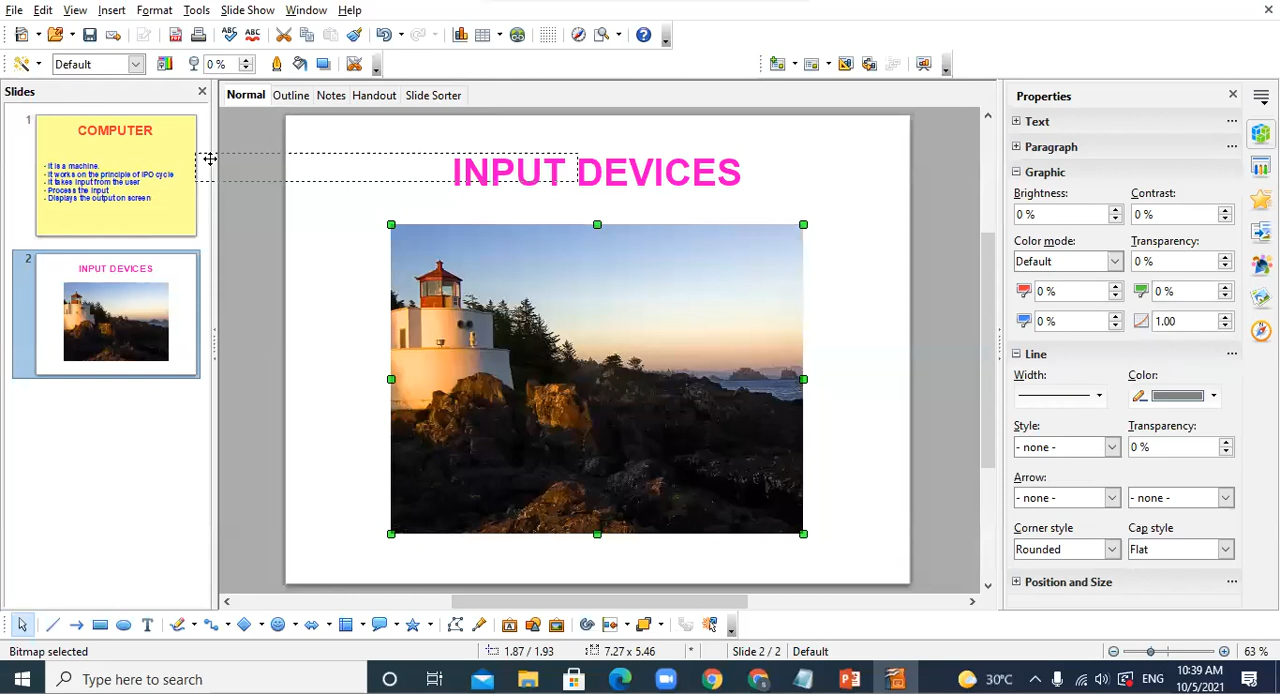 File Edit View Insert Format Tools Slide Show Window Help
Default 0 %
Slides
Normal Outline Notes Handout Slide Sorter
1
COMPUTER
- It is a machine.
- It works on the principle of IPO cycle
- It takes input from the user
- Process the input
- Displays the output on screen
2
INPUT DEVICES
INPUT DEVICES
Properties
Text
Paragraph
Graphic
Brightness: Contrast:
0 % 0 %
Color mode: Transparency:
Default 0 %
0 % 0 %
0 % 1.00
Line
Width: Color:
Style: Transparency:
- none - 0 %
Arrow:
- none - - none -
Corner style Cap style
Rounded Flat
Position and Size
Bitmap selected 1.87 / 1.93 7.27 x 5.46 * Slide 2 / 2 Default 63 %
Type here to search 30°C ENG 10:39 AM
10/5/2021